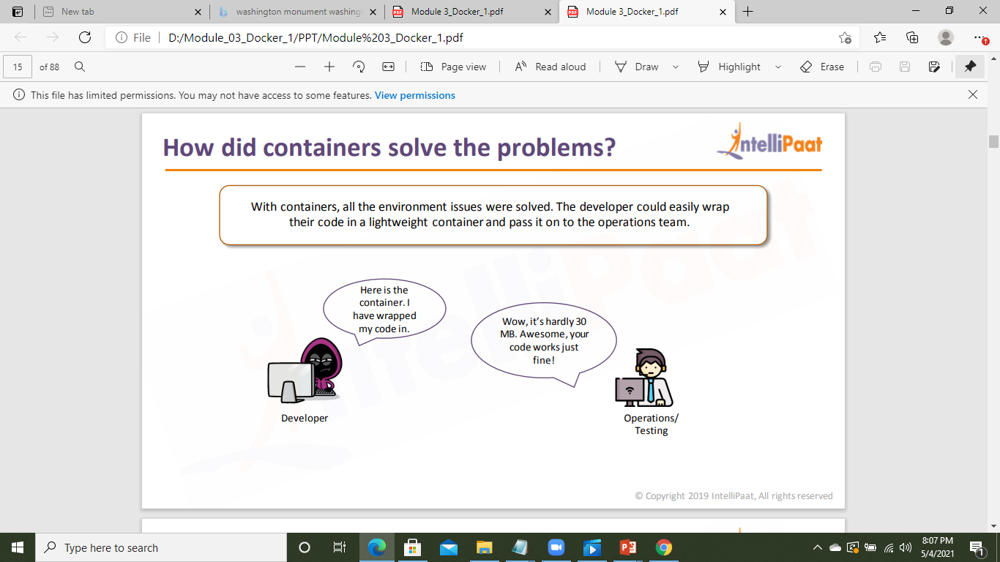 New tab
washington monument washing
Module 3_Docker_1.pdf
Module 3_Docker_1.pdf
File
D:/Module_03_Docker_1/PPT/Module%203_Docker_1.pdf
15
of 88
Page view
Read aloud
Draw
Highlight
Erase
This file has limited permissions. You may not have access to some features. View permissions
How did containers solve the problems?
IntelliPaat
With containers, all the environment issues were solved. The developer could easily wrap
their code in a lightweight container and pass it on to the operations team.
Here is the
container. I
have wrapped
my code in.
Wow, it's hardly 30
MB. Awesome, your
code works just
fine!
Developer
Operations/
Testing
IntelliPaat
© Copyright 2019 IntelliPaat, All rights reserved
Type here to search
8:07 PM
5/4/2021
1